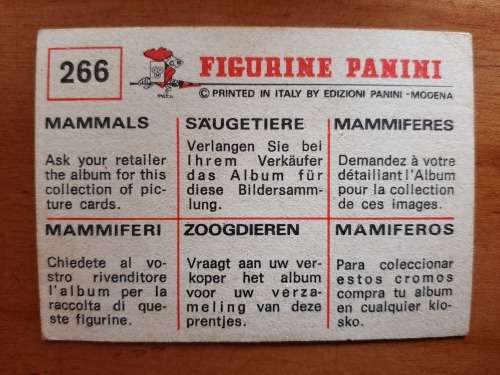 266
FIGURINE PANINI
© PRINTED IN ITALY BY EDIZIONI PANINI - MODENA
MAMMALS
Ask your retailer
the album for this
collection of pic-
ture cards.
SÄUGETIERE
Verlangen Sie bei
Ihrem Verkäufer
das Album für
diese Bildersamm-
lung.
MAMMIFERES
Demandez à votre
détaillant l'Album
pour la collection
de ces images.
MAMMIFERI
Chiedete al vo-
stro rivenditore
l'album per la
raccolta di que-
ste figurine.
ZOOGDIEREN
Vraagt aan uw ver-
koper het album
voor uw verza-
meling van deze
prentjes.
MAMIFEROS
Para coleccionar
estos cromos
compra tu album
en cualquier kio-
sko.